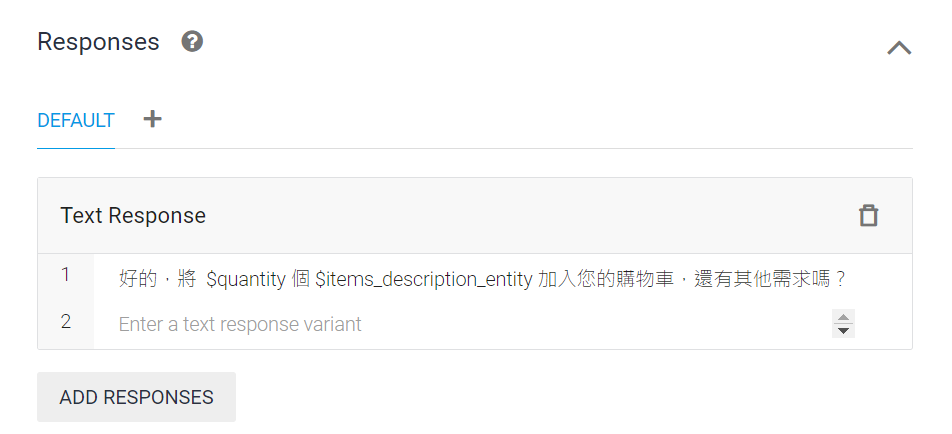 Responses
DEFAULT
Text Response
1 好的，將 $quantity 個 $items_description_entity 加入您的購物車，還有其他需求嗎？
2 Enter a text response variant
ADD RESPONSES